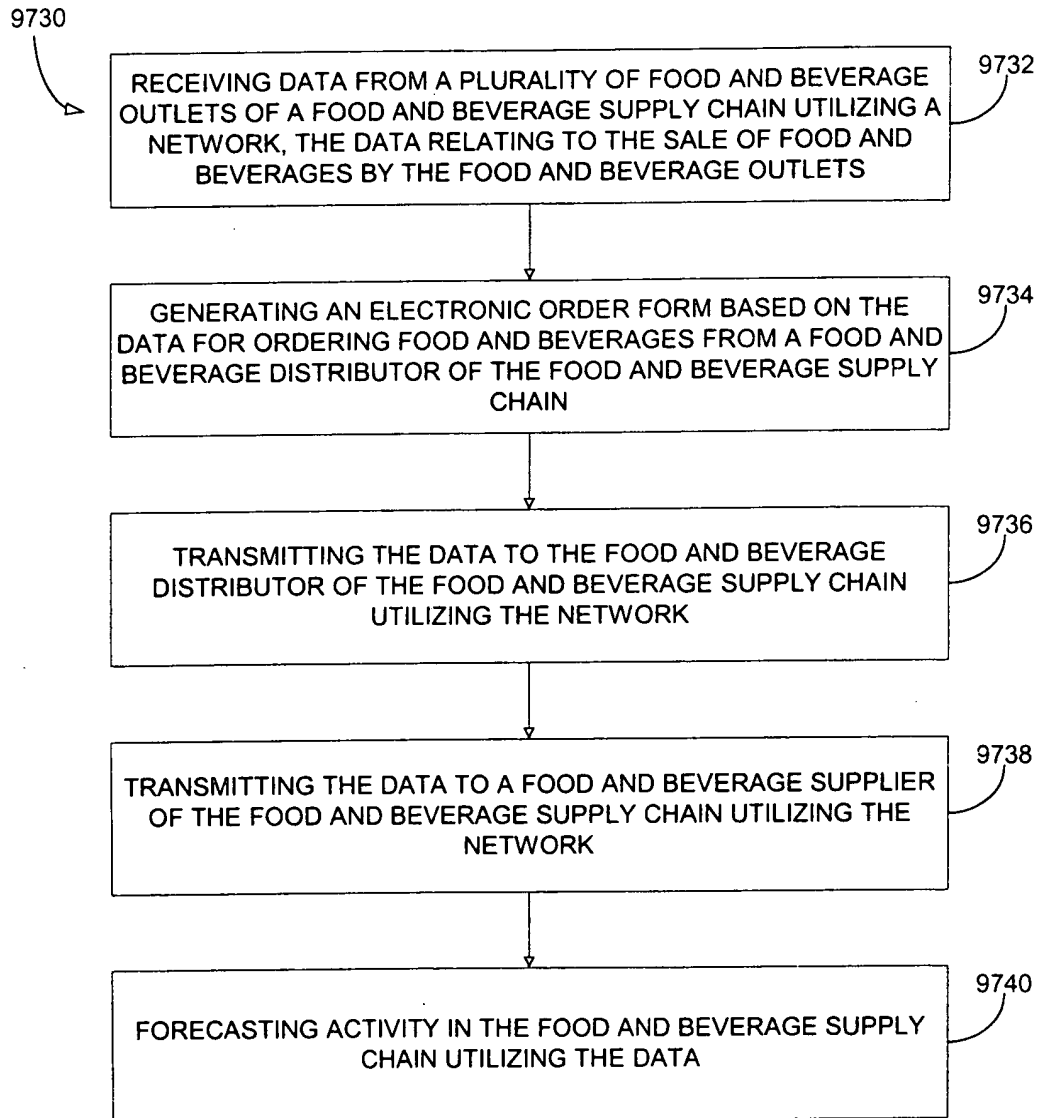 9730
RECEIVING DATA FROM A PLURALITY OF FOOD AND BEVERAGE
OUTLETS OF A FOOD AND BEVERAGE SUPPLY CHAIN UTILIZING A
NETWORK, THE DATA RELATING TO THE SALE OF FOOD AND
BEVERAGES BY THE FOOD AND BEVERAGE OUTLETS
9732
GENERATING AN ELECTRONIC ORDER FORM BASED ON THE
DATA FOR ORDERING FOOD AND BEVERAGES FROM A FOOD AND
BEVERAGE DISTRIBUTOR OF THE FOOD AND BEVERAGE SUPPLY
CHAIN
9734
TRANSMITTING THE DATA TO THE FOOD AND BEVERAGE
DISTRIBUTOR OF THE FOOD AND BEVERAGE SUPPLY CHAIN
UTILIZING THE NETWORK
9736
TRANSMITTING THE DATA TO A FOOD AND BEVERAGE SUPPLIER
OF THE FOOD AND BEVERAGE SUPPLY CHAIN UTILIZING THE
NETWORK
9738
FORECASTING ACTIVITY IN THE FOOD AND BEVERAGE SUPPLY
CHAIN UTILIZING THE DATA
9740